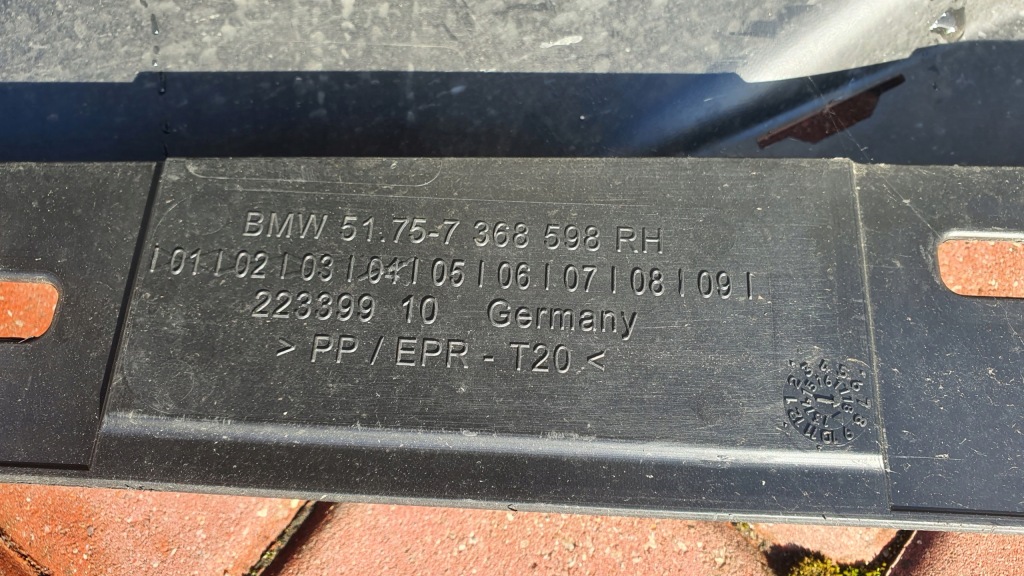 BMW 51.75-7 368 598 RH
| 01 | 02 | 03 | 04 | 05 | 06 | 07 | 08 | 09 |
223399 10 Germany
> PP / EPR - T20 <